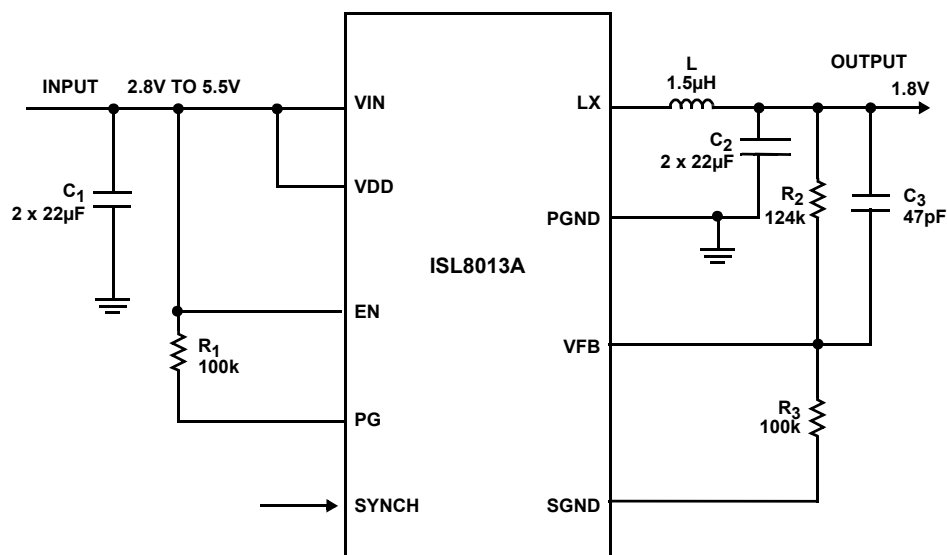 INPUT 2.8V TO 5.5V
VIN
VDD
C1
2 x 22µF
EN
R1
100k
PG
SYNCH
ISL8013A
LX
L
1.5µH
OUTPUT
1.8V
C2
2 x 22µF
PGND
R2
124k
C3
47pF
VFB
R3
100k
SGND